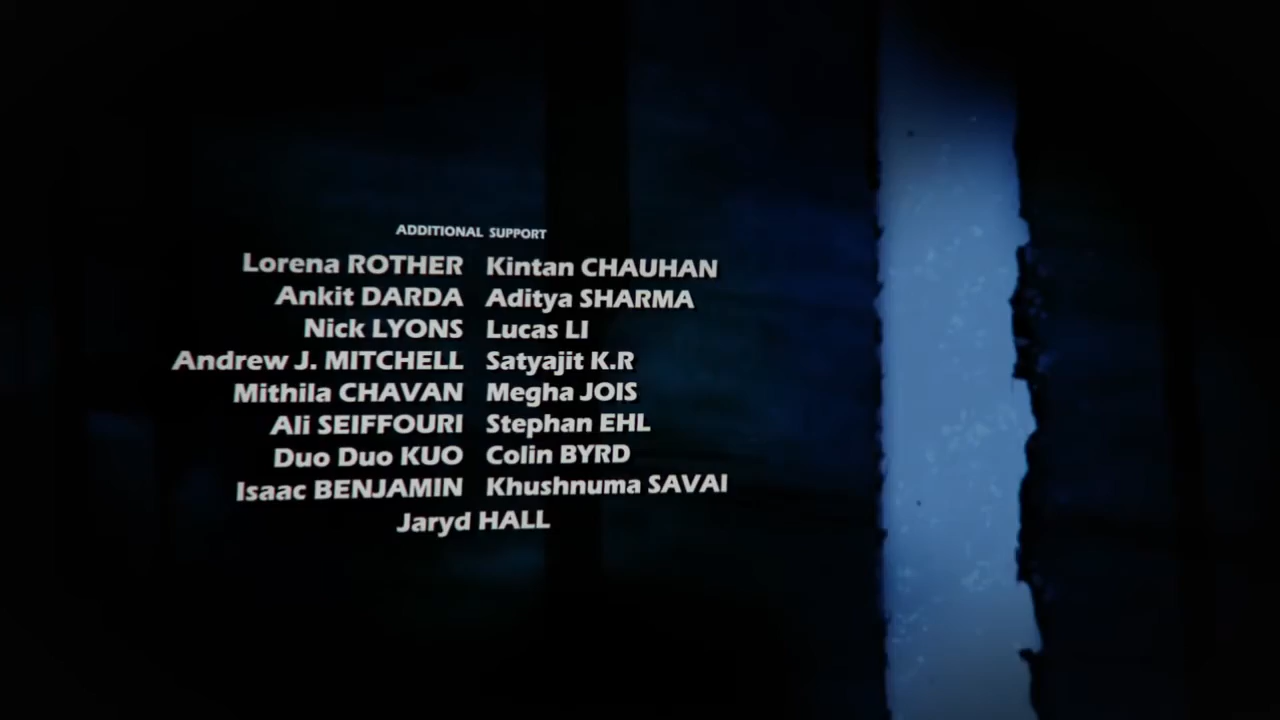 ADDITIONAL SUPPORT
Lorena ROTHER Kintan CHAUHAN
Ankit DARDA Aditya SHARMA
Nick LYONS Lucas LI
Andrew J. MITCHELL Satyajit K.R
Mithila CHAVAN Megha JOIS
Ali SEIFFOURI Stephan EHL
Duo Duo KUO Colin BYRD
Isaac BENJAMIN Khushnuma SAVAI
Jaryd HALL